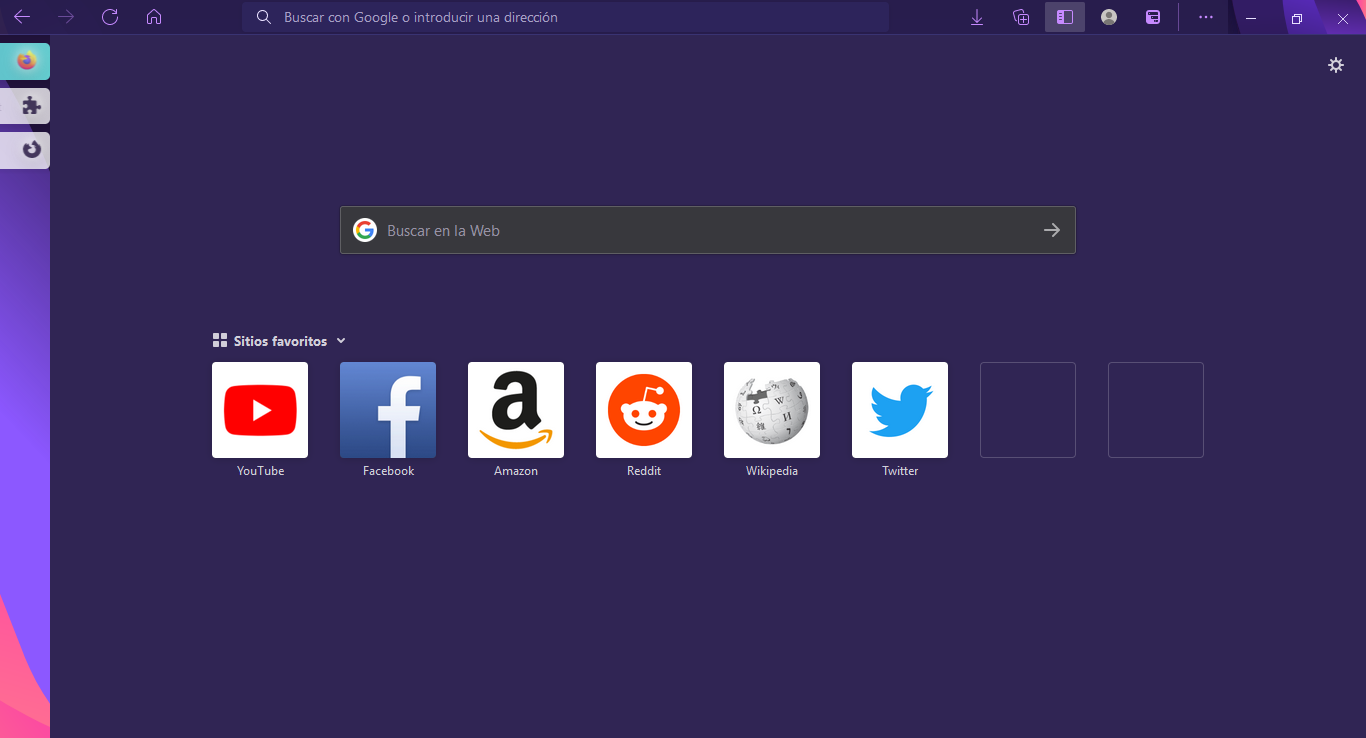 Buscar con Google o introducir una dirección
Buscar en la Web
Sitios favoritos
YouTube
Facebook
Amazon
Reddit
Wikipedia
Twitter